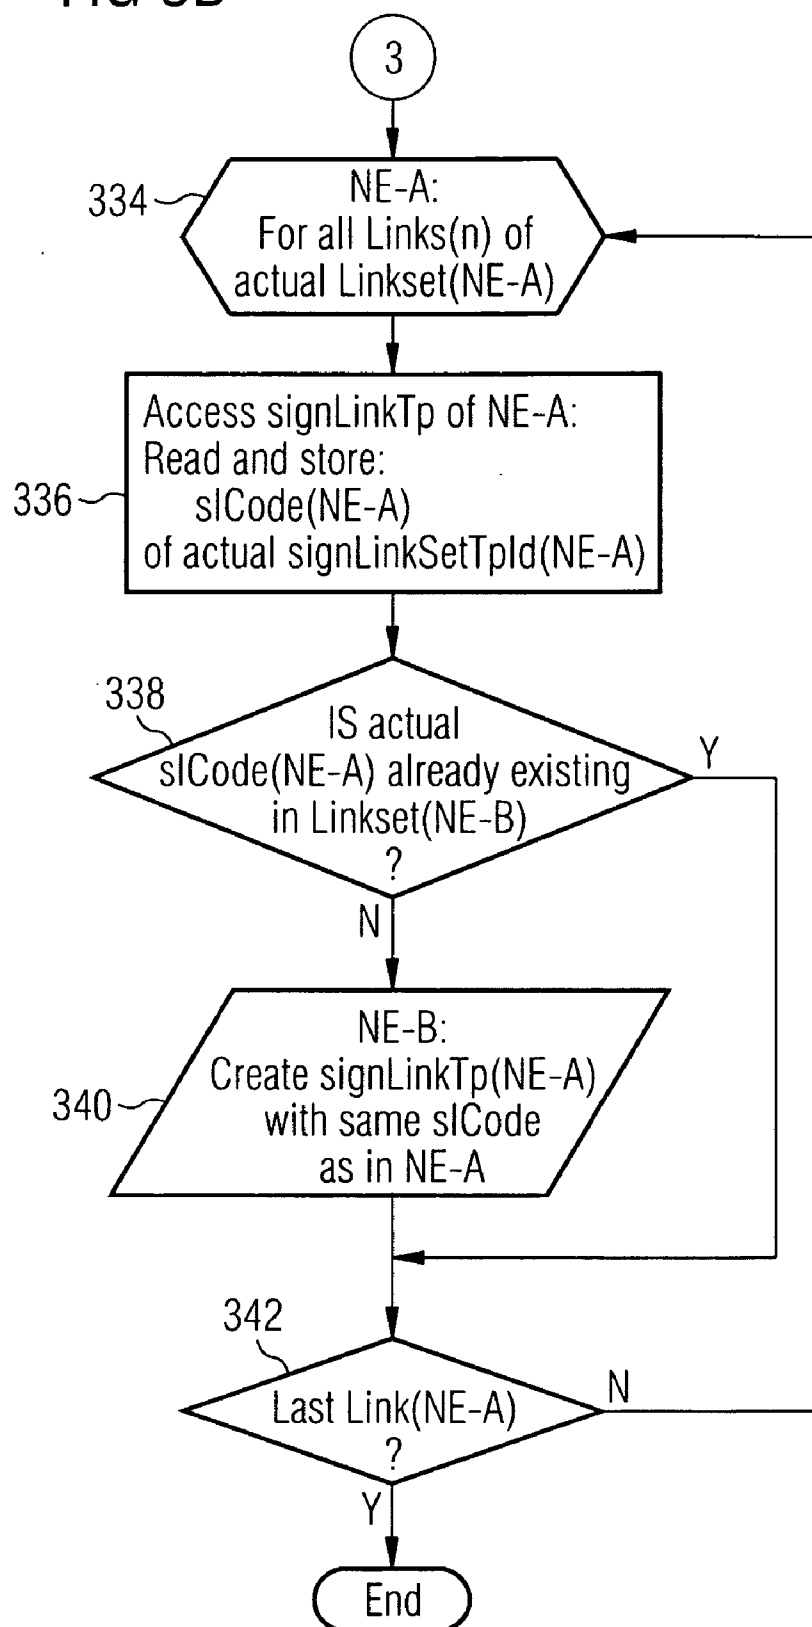 3
334
NE-A:
For all Links(n) of
actual Linkset(NE-A)
336
Access signLinkTp of NE-A:
Read and store:
slCode(NE-A)
of actual signLinkSetTpId(NE-A)
338
IS actual
slCode(NE-A) already existing
in Linkset(NE-B)
?
Y
N
340
NE-B:
Create signLinkTp(NE-A)
with same slCode
as in NE-A
342
Last Link(NE-A)
?
N
Y
End